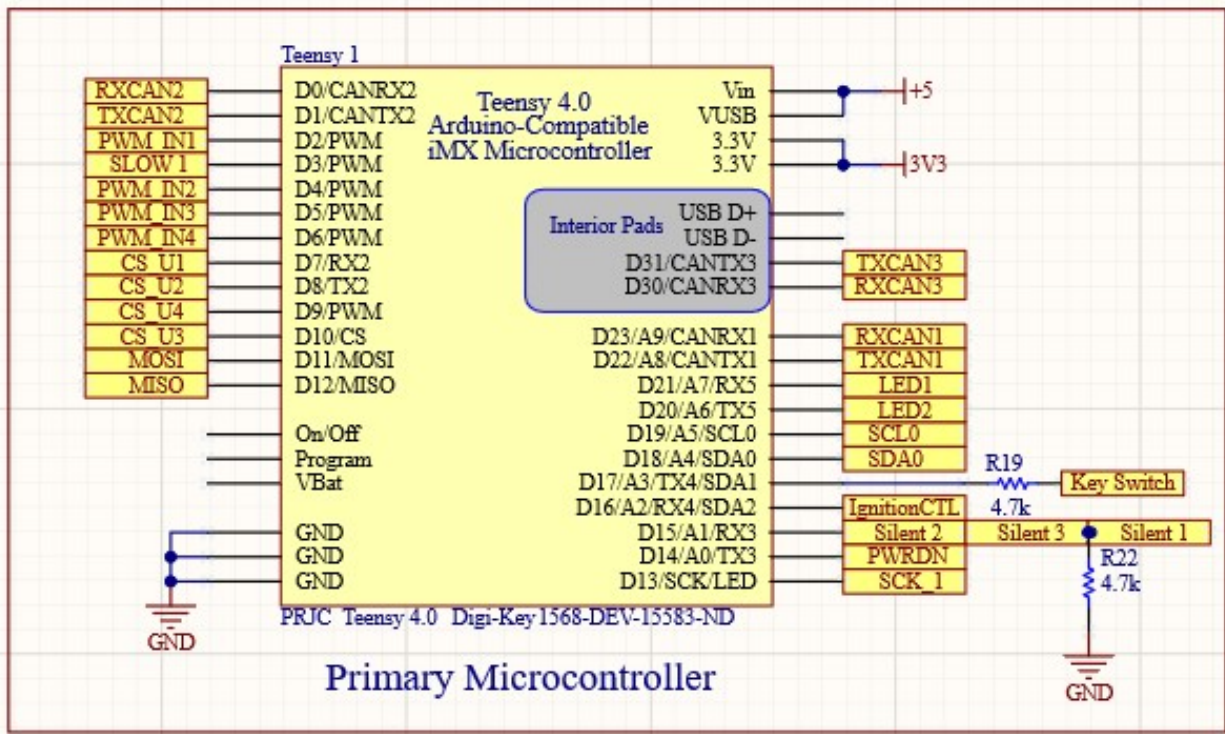 Teensy 1
RXCAN2 D0/CANRX2 Vin +5
TXCAN2 D1/CANTX2 VUSB
PWM_IN1 D2/PWM 3.3V
SLOW 1 D3/PWM 3.3V 3V3
Teensy 4.0
Arduino-Compatible
iMX Microcontroller
PWM_IN2 D4/PWM
PWM_IN3 D5/PWM USB D+
Interior Pads
PWM_IN4 D6/PWM USB D-
CS_U1 D7/RX2 D31/CANTX3 TXCAN3
CS_U2 D8/TX2 D30/CANRX3 RXCAN3
CS_U4 D9/PWM
CS_U3 D10/CS D23/A9/CANRX1 RXCAN1
MOSI D11/MOSI D22/A8/CANTX1 TXCAN1
MISO D12/MISO D21/A7/RX5 LED1
D20/A6/TX5 LED2
On/Off D19/A5/SCL0 SCL0
Program D18/A4/SDA0 SDA0
R19
VBat D17/A3/TX4/SDA1 Key Switch
4.7k
D16/A2/RX4/SDA2 IgnitionCTL
GND D15/A1/RX3 Silent 2 Silent 3 Silent 1
GND D14/A0/TX3 PWRDN R22
GND D13/SCK/LED SCK_1 4.7k
PRJC Teensy 4.0 Digi-Key 1568-DEV-15583-ND
GND
Primary Microcontroller
GND